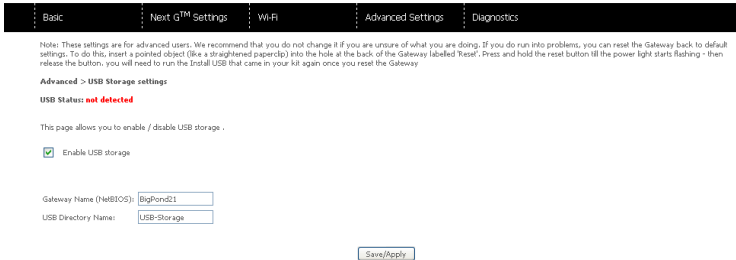 Basic Next G™ Settings Wi-Fi Advanced Settings Diagnostics
Note: These settings are for advanced users. We recommend that you do not change it if you are unsure of what you are doing. If you do run into problems, you can reset the Gateway back to default
settings. To do this, insert a pointed object (like a straightened paperclip) into the hole at the back of the Gateway labelled 'Reset'. Press and hold the reset button till the power light starts flashing - then
release the button. you will need to run the Install USB that came in your kit again once you reset the Gateway
Advanced > USB Storage settings
USB Status: not detected
This page allows you to enable / disable USB storage .
Enable USB storage
Gateway Name (NetBIOS): BigPond21
USB Directory Name: USB-Storage
Save/Apply